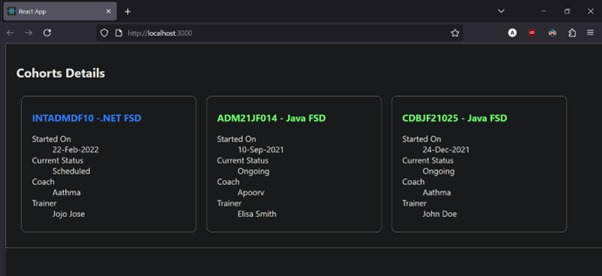 React App
http://localhost:3000
Cohorts Details
INTADMDF10 -.NET FSD
Started On
22-Feb-2022
Current Status
Scheduled
Coach
Aathma
Trainer
Jojo Jose
ADM21JF014 - Java FSD
Started On
10-Sep-2021
Current Status
Ongoing
Coach
Apoorv
Trainer
Elisa Smith
CDBJF21025 - Java FSD
Started On
24-Dec-2021
Current Status
Ongoing
Coach
Aathma
Trainer
John Doe